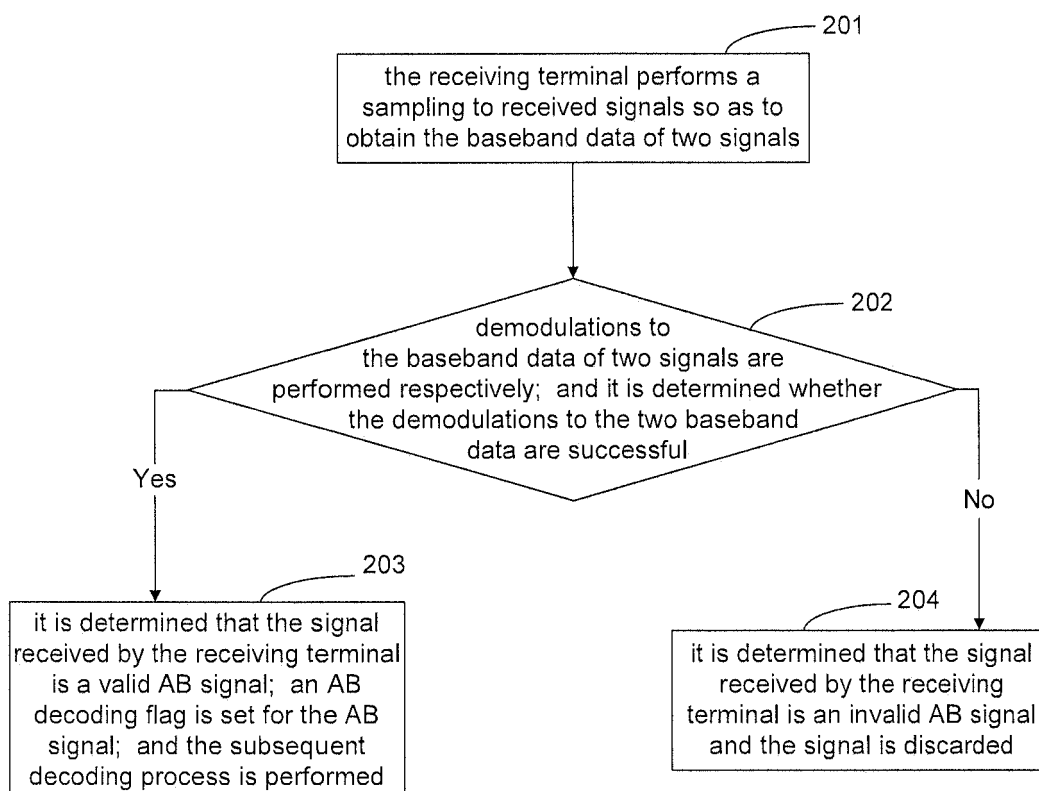 201
the receiving terminal performs a
sampling to received signals so as to
obtain the baseband data of two signals
202
demodulations to
the baseband data of two signals are
performed respectively; and it is determined whether
the demodulations to the two baseband
data are successful
Yes
No
203
it is determined that the signal
received by the receiving terminal
is a valid AB signal; an AB
decoding flag is set for the AB
signal; and the subsequent
decoding process is performed
204
it is determined that the signal
received by the receiving
terminal is an invalid AB signal
and the signal is discarded